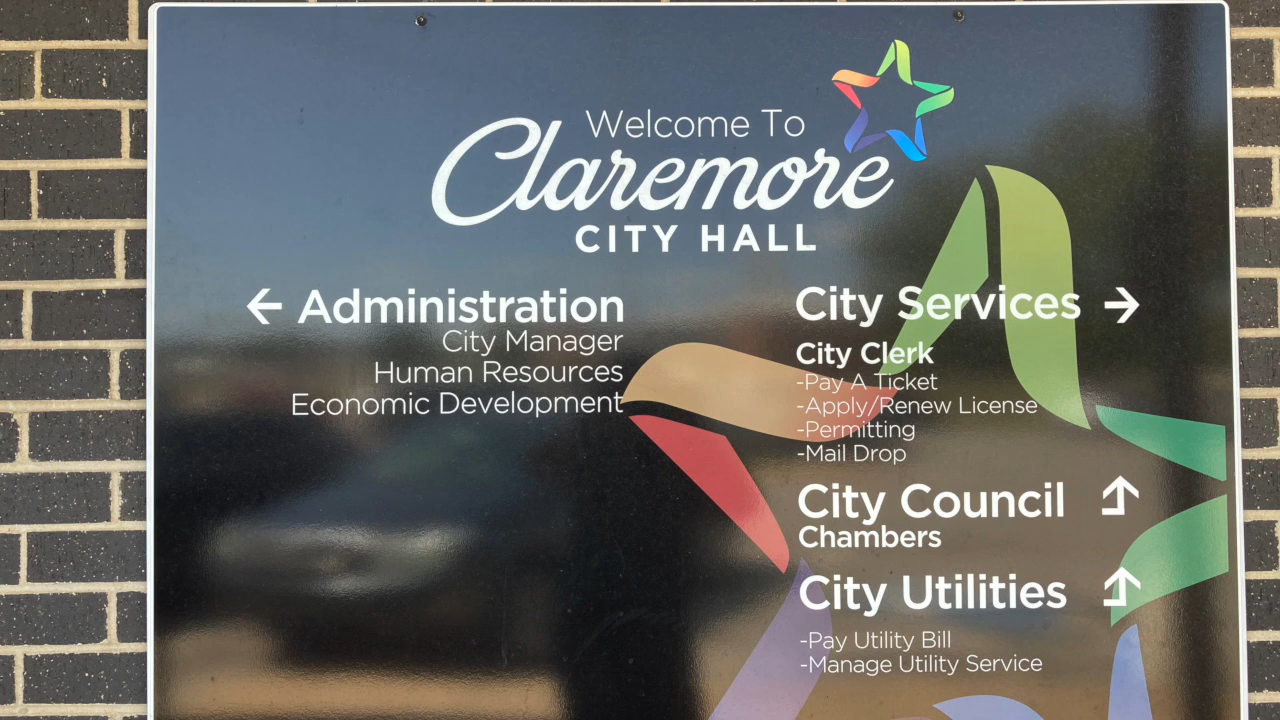 Welcome To
Claremore
CITY HALL
← Administration
City Manager
Human Resources
Economic Development
City Services →
City Clerk
-Pay A Ticket
-Apply/Renew License
-Permitting
-Mail Drop
City Council
Chambers
City Utilities
-Pay Utility Bill
-Manage Utility Service